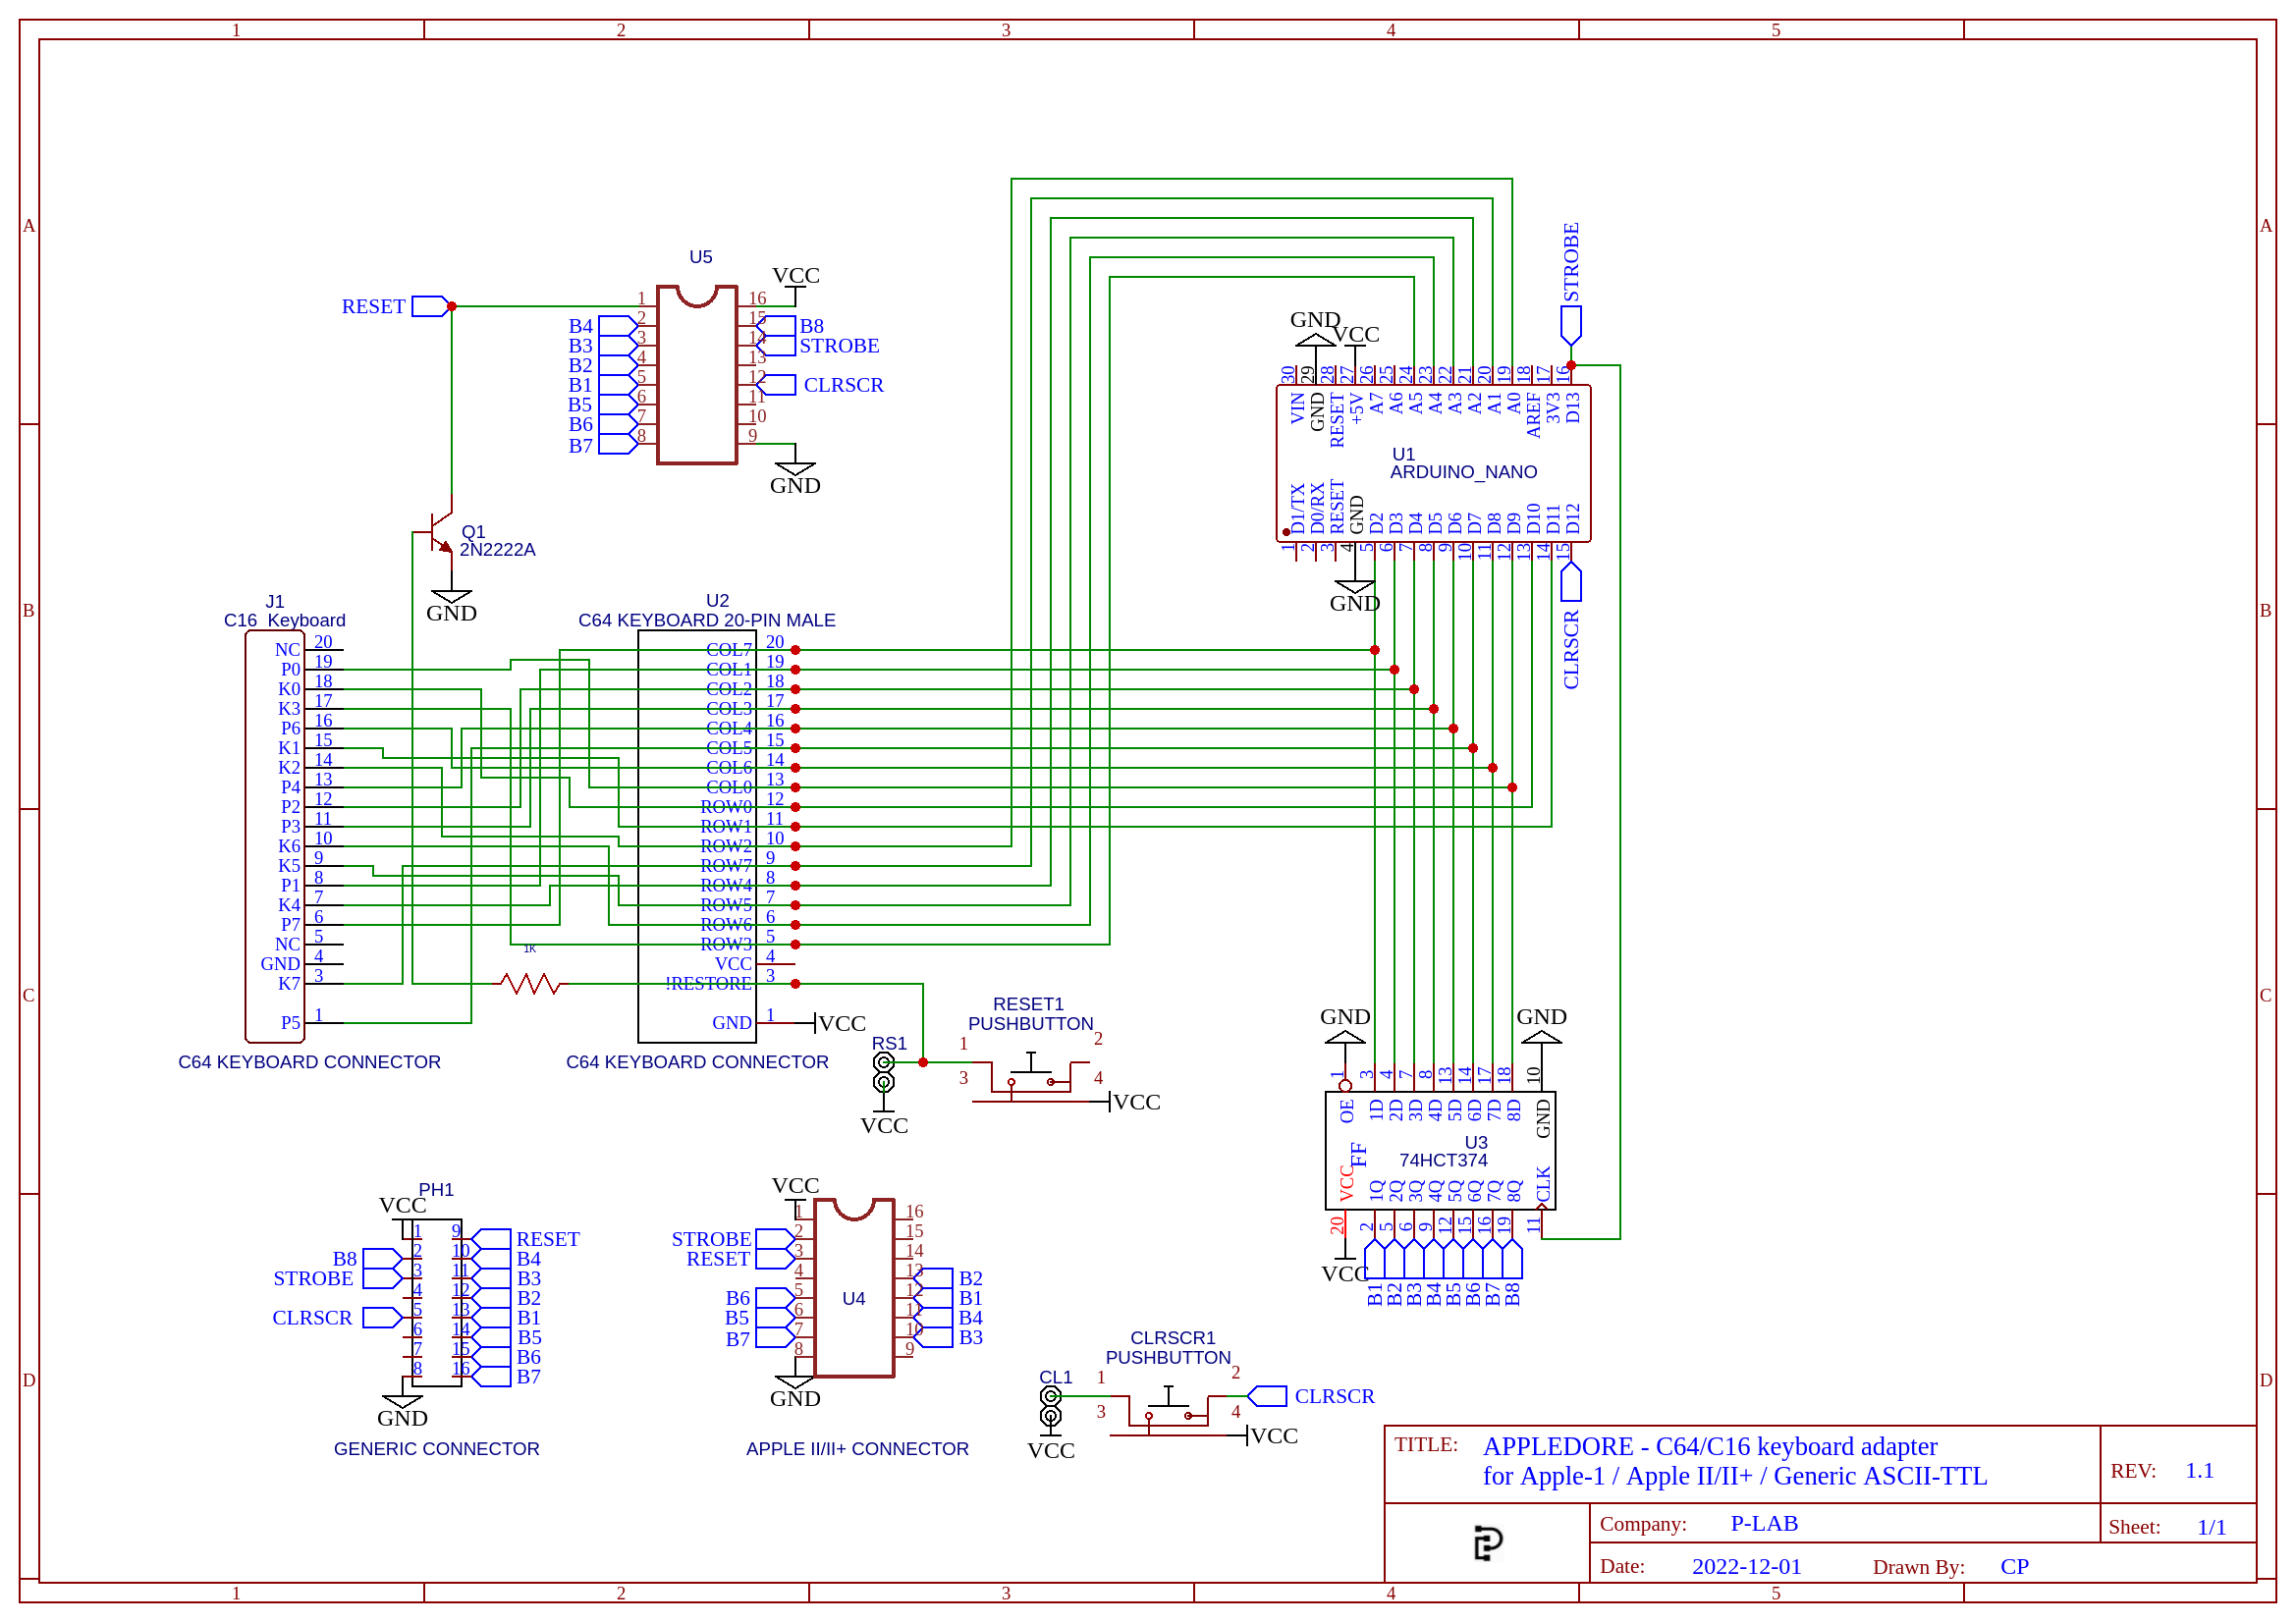 1 2 3 4 5
A A
B B
C C
D D
U5
VCC
RESET
1 16
2 15
3 14
4 13
5 12
6 11
7 10
8 9
B4
B3
B2
B1
B5
B6
B7
B8
STROBE
CLRSCR
GND
Q1
2N2222A
GND
STROBE
GND
VCC
30 29 28 27 26 25 24 23 22 21 20 19 18 17 16
VIN GND RESET +5V A7 A6 A5 A4 A3 A2 A1 A0 AREF 3V3 D13
U1
ARDUINO_NANO
D1/TX D0/RX RESET GND D2 D3 D4 D5 D6 D7 D8 D9 D10 D11 D12
1 2 3 4 5 6 7 8 9 10 11 12 13 14 15
GND
CLRSCR
J1
C16 Keyboard
NC 20
P0 19
K0 18
K3 17
P6 16
K1 15
K2 14
P4 13
P2 12
P3 11
K6 10
K5 9
P1 8
K4 7
P7 6
NC 5
GND 4
K7 3
P5 1
C64 KEYBOARD CONNECTOR
1K
U2
C64 KEYBOARD 20-PIN MALE
COL7 20
COL1 19
COL2 18
COL3 17
COL4 16
COL5 15
COL6 14
COL0 13
ROW0 12
ROW1 11
ROW2 10
ROW7 9
ROW4 8
ROW5 7
ROW6 6
ROW3 5
VCC 4
!RESTORE 3
GND 1
VCC
C64 KEYBOARD CONNECTOR
RS1
VCC
RESET1
PUSHBUTTON
1 2
3 4
VCC
GND GND
1 3 4 7 8 13 14 17 18 10
OE 1D 2D 3D 4D 5D 6D 7D 8D GND
U3
FF
74HCT374
VCC 1Q 2Q 3Q 4Q 5Q 6Q 7Q 8Q CLK
20 2 5 6 9 12 15 16 19 11
VCC
B1 B2 B3 B4 B5 B6 B7 B8
PH1
VCC
1 9 RESET
B8 2 10 B4
STROBE 3 11 B3
4 12 B2
CLRSCR 5 13 B1
6 14 B5
7 15 B6
8 16 B7
GND
GENERIC CONNECTOR
VCC
1 16
STROBE 2 15
RESET 3 14
4 13 B2
B6 5 12 B1
B5 6 11 B4
B7 7 10 B3
8 9
U4
GND
APPLE II/II+ CONNECTOR
CL1
VCC
CLRSCR1
PUSHBUTTON
1 2
3 4
CLRSCR
VCC
TITLE: APPLEDORE - C64/C16 keyboard adapter
for Apple-1 / Apple II/II+ / Generic ASCII-TTL
REV: 1.1
Company: P-LAB
Sheet: 1/1
Date: 2022-12-01
Drawn By: CP
1 2 3 4 5